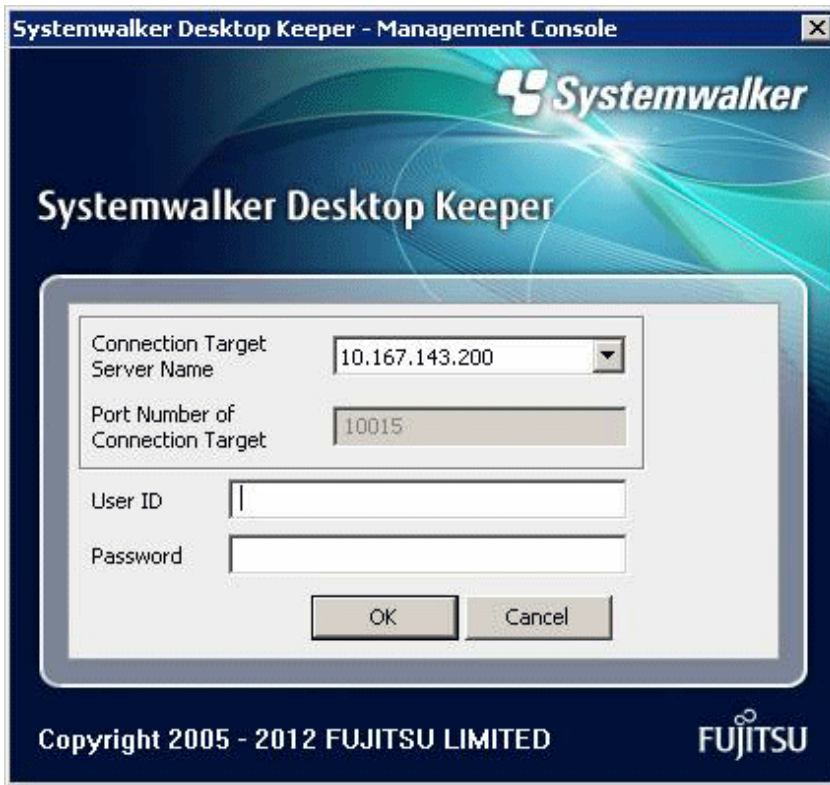 Systemwalker Desktop Keeper - Management Console
Systemwalker
Systemwalker Desktop Keeper
Connection Target
Server Name
10.167.143.200
Port Number of
Connection Target
10015
User ID
Password
OK
Cancel
Copyright 2005 - 2012 FUJITSU LIMITED
FUJITSU